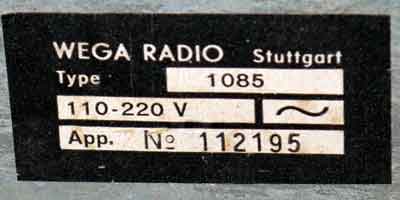 WEGA RADIO Stuttgart
Type 1085
110-220 V ~
App. № 112195